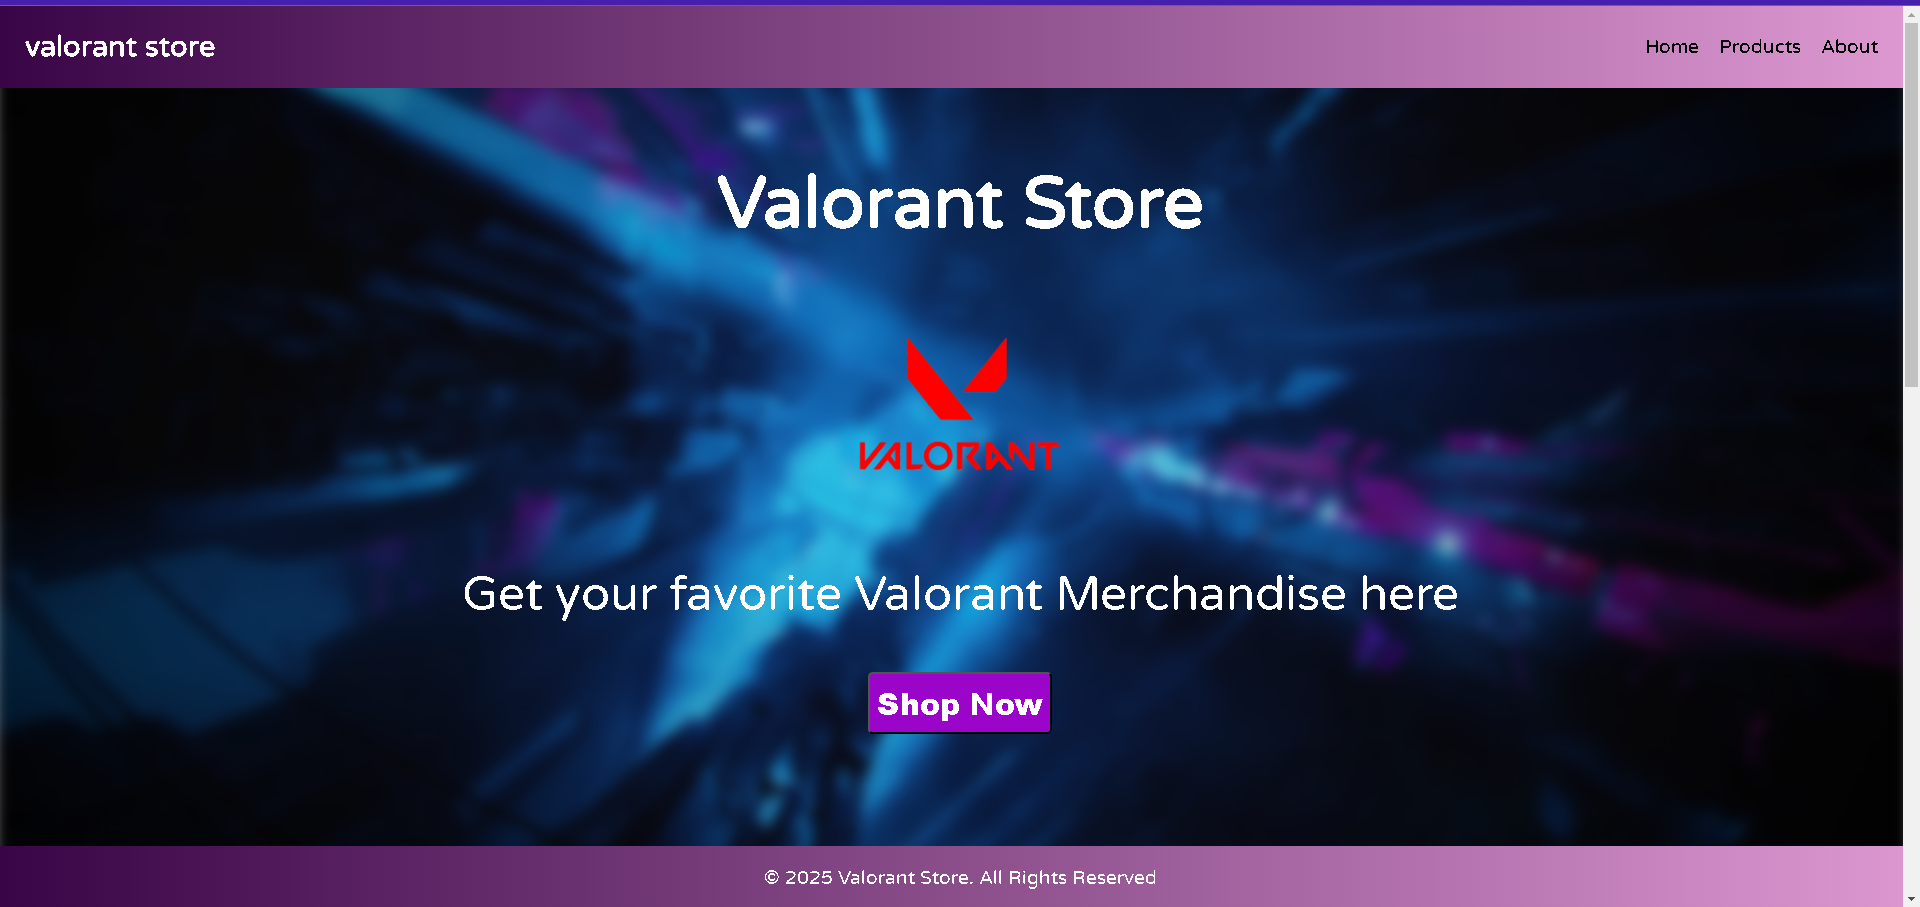 valorant store
Home Products About
Valorant Store
VALORANT
Get your favorite Valorant Merchandise here
Shop Now
© 2025 Valorant Store. All Rights Reserved